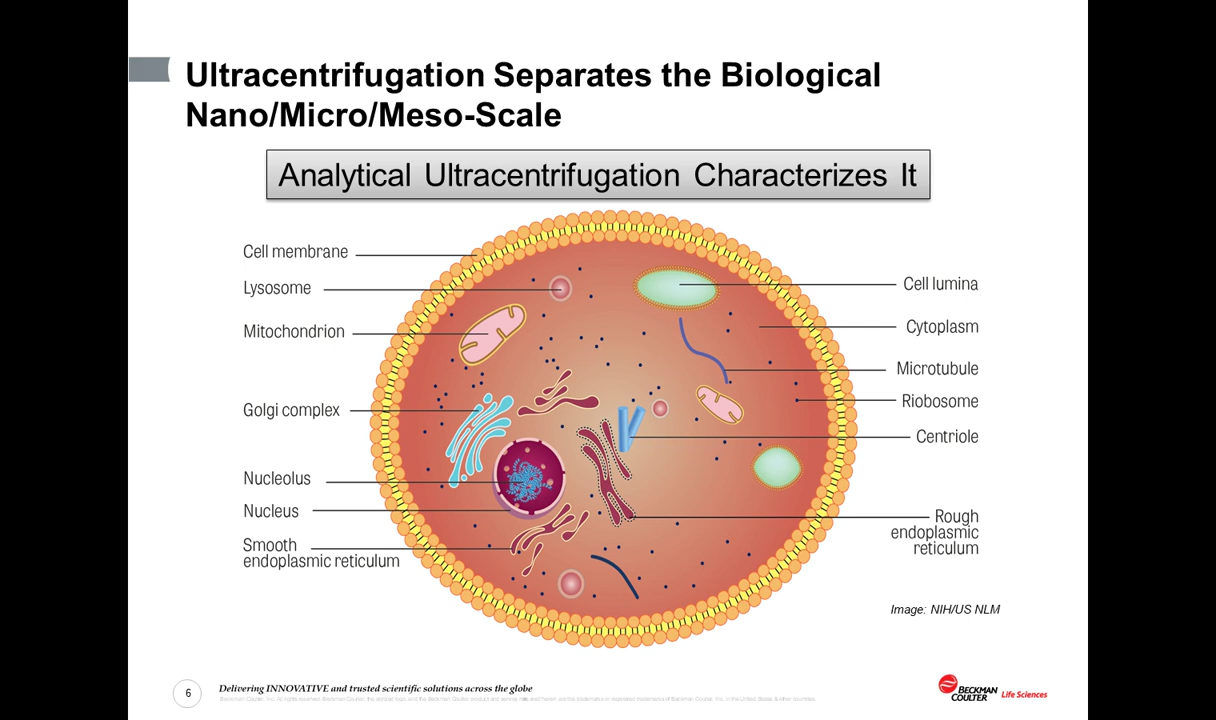 Ultracentrifugation Separates the Biological
Nano/Micro/Meso-Scale
Analytical Ultracentrifugation Characterizes It
Cell membrane
Lysosome
Mitochondrion
Golgi complex
Nucleolus
Nucleus
Smooth
endoplasmic reticulum
Cell lumina
Cytoplasm
Microtubule
Riobosome
Centriole
Rough
endoplasmic
reticulum
Image: NIH/US NLM
6
Delivering INNOVATIVE and trusted scientific solutions across the globe
BECKMAN
COULTER
Life Sciences